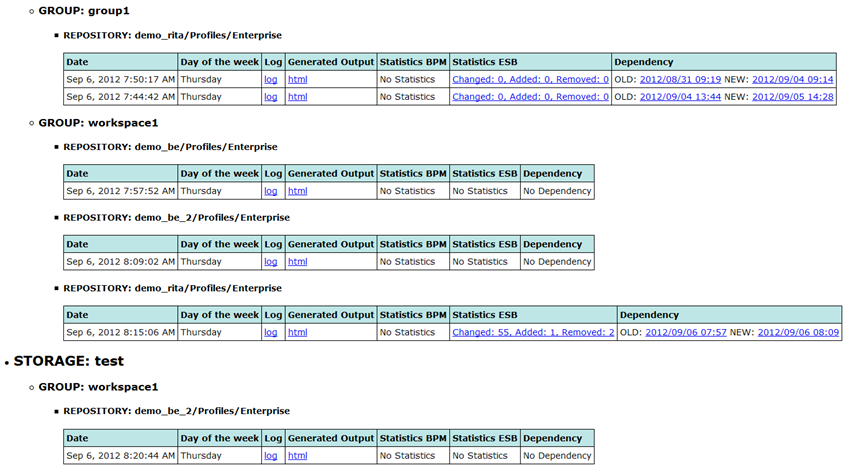 GROUP: group1
REPOSITORY: demo_rita/Profiles/Enterprise
Date Day of the week Log Generated Output Statistics BPM Statistics ESB Dependency
Sep 6, 2012 7:50:17 AM Thursday log html No Statistics Changed: 0, Added: 0, Removed: 0 OLD: 2012/08/31 09:19 NEW: 2012/09/04 09:14
Sep 6, 2012 7:44:42 AM Thursday log html No Statistics Changed: 0, Added: 0, Removed: 0 OLD: 2012/09/04 13:44 NEW: 2012/09/05 14:28
GROUP: workspace1
REPOSITORY: demo_be/Profiles/Enterprise
Date Day of the week Log Generated Output Statistics BPM Statistics ESB Dependency
Sep 6, 2012 7:57:52 AM Thursday log html No Statistics No Statistics No Dependency
REPOSITORY: demo_be_2/Profiles/Enterprise
Date Day of the week Log Generated Output Statistics BPM Statistics ESB Dependency
Sep 6, 2012 8:09:02 AM Thursday log html No Statistics No Statistics No Dependency
REPOSITORY: demo_rita/Profiles/Enterprise
Date Day of the week Log Generated Output Statistics BPM Statistics ESB Dependency
Sep 6, 2012 8:15:06 AM Thursday log html No Statistics Changed: 55, Added: 1, Removed: 2 OLD: 2012/09/06 07:57 NEW: 2012/09/06 08:09
STORAGE: test
GROUP: workspace1
REPOSITORY: demo_be_2/Profiles/Enterprise
Date Day of the week Log Generated Output Statistics BPM Statistics ESB Dependency
Sep 6, 2012 8:20:44 AM Thursday log html No Statistics No Statistics No Dependency